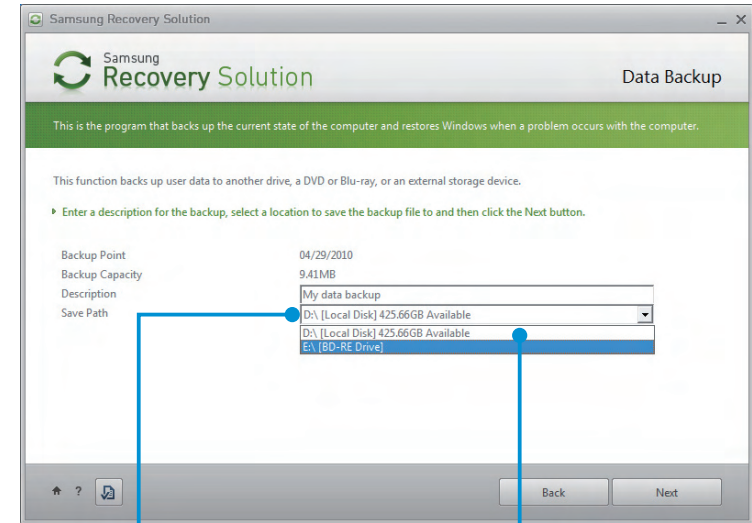 Samsung Recovery Solution
Samsung
Recovery Solution
Data Backup
This is the program that backs up the current state of the computer and restores Windows when a problem occurs with the computer.
This function backs up user data to another drive, a DVD or Blu-ray, or an external storage device.
Enter a description for the backup, select a location to save the backup file to and then click the Next button.
Backup Point 04/29/2010
Backup Capacity 9.41MB
Description My data backup
Save Path D:\ [Local Disk] 425.66GB Available
D:\ [Local Disk] 425.66GB Available
E:\ [BD-RE Drive]
? Back Next